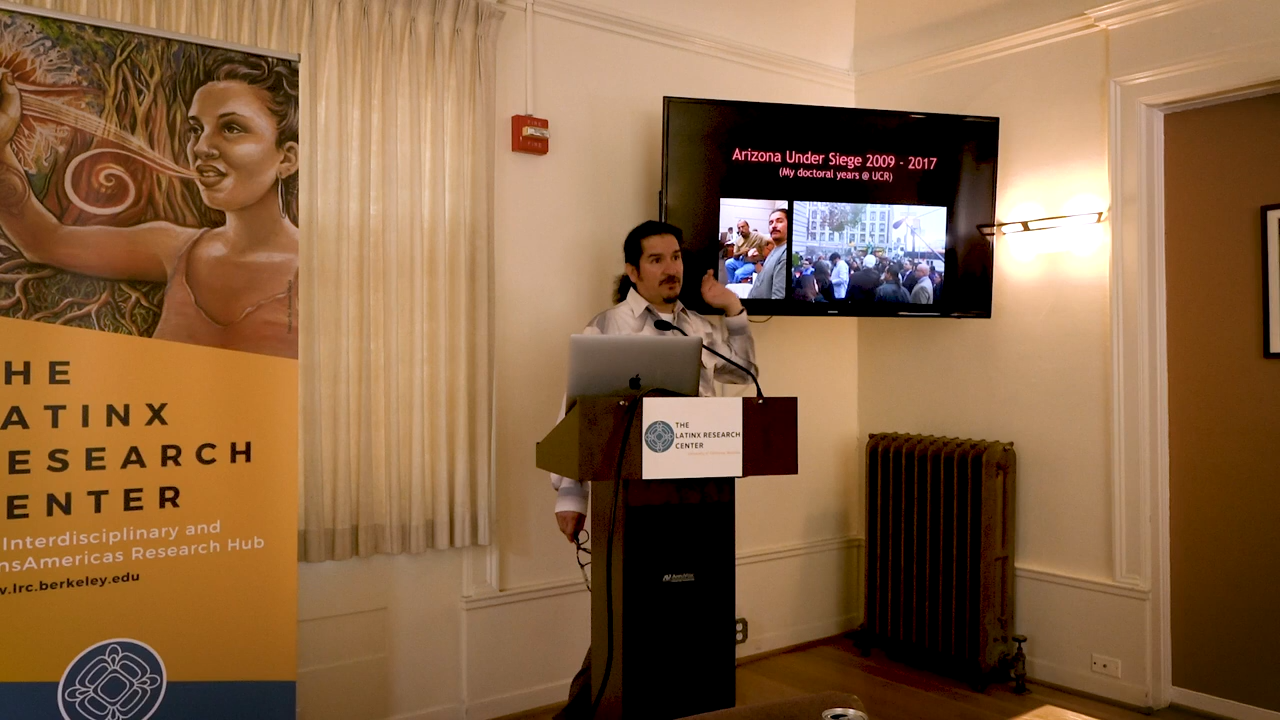 HE
ATINX
ESEARCH
ENTER
Interdisciplinary and
nsAmericas Research Hub
.lrc.berkeley.edu
FIRE
Arizona Under Siege 2009 - 2017
(My doctoral years @ UCR)
THE
LATINX RESEARCH
CENTER